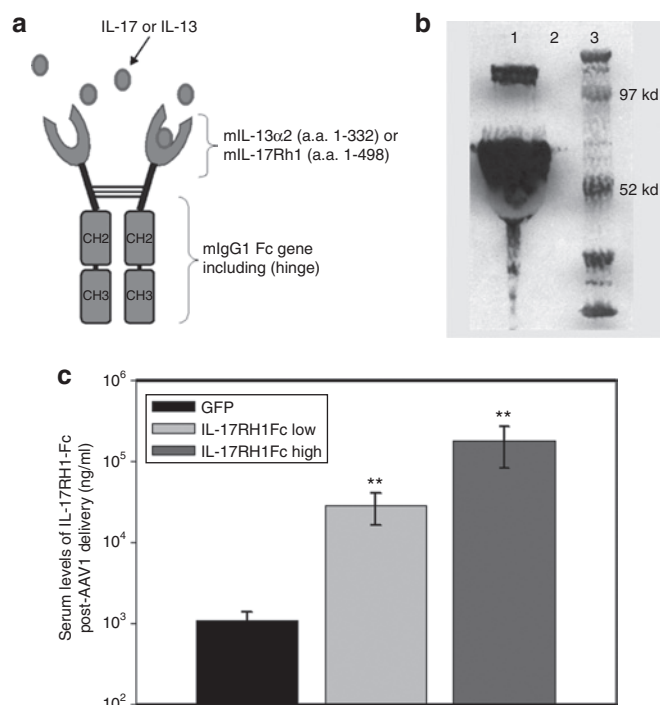 a
IL-17 or IL-13
mIL-13α2 (a.a. 1-332) or
mIL-17Rh1 (a.a. 1-498)
CH2
CH2
CH3
CH3
mIgG1 Fc gene
including (hinge)
b
1 2 3
97 kd
52 kd
c
Serum levels of IL-17RH1-Fc
post-AAV1 delivery (ng/ml)
10⁶
10⁵
10⁴
10³
10²
GFP
IL-17RH1Fc low
IL-17RH1Fc high
**
**